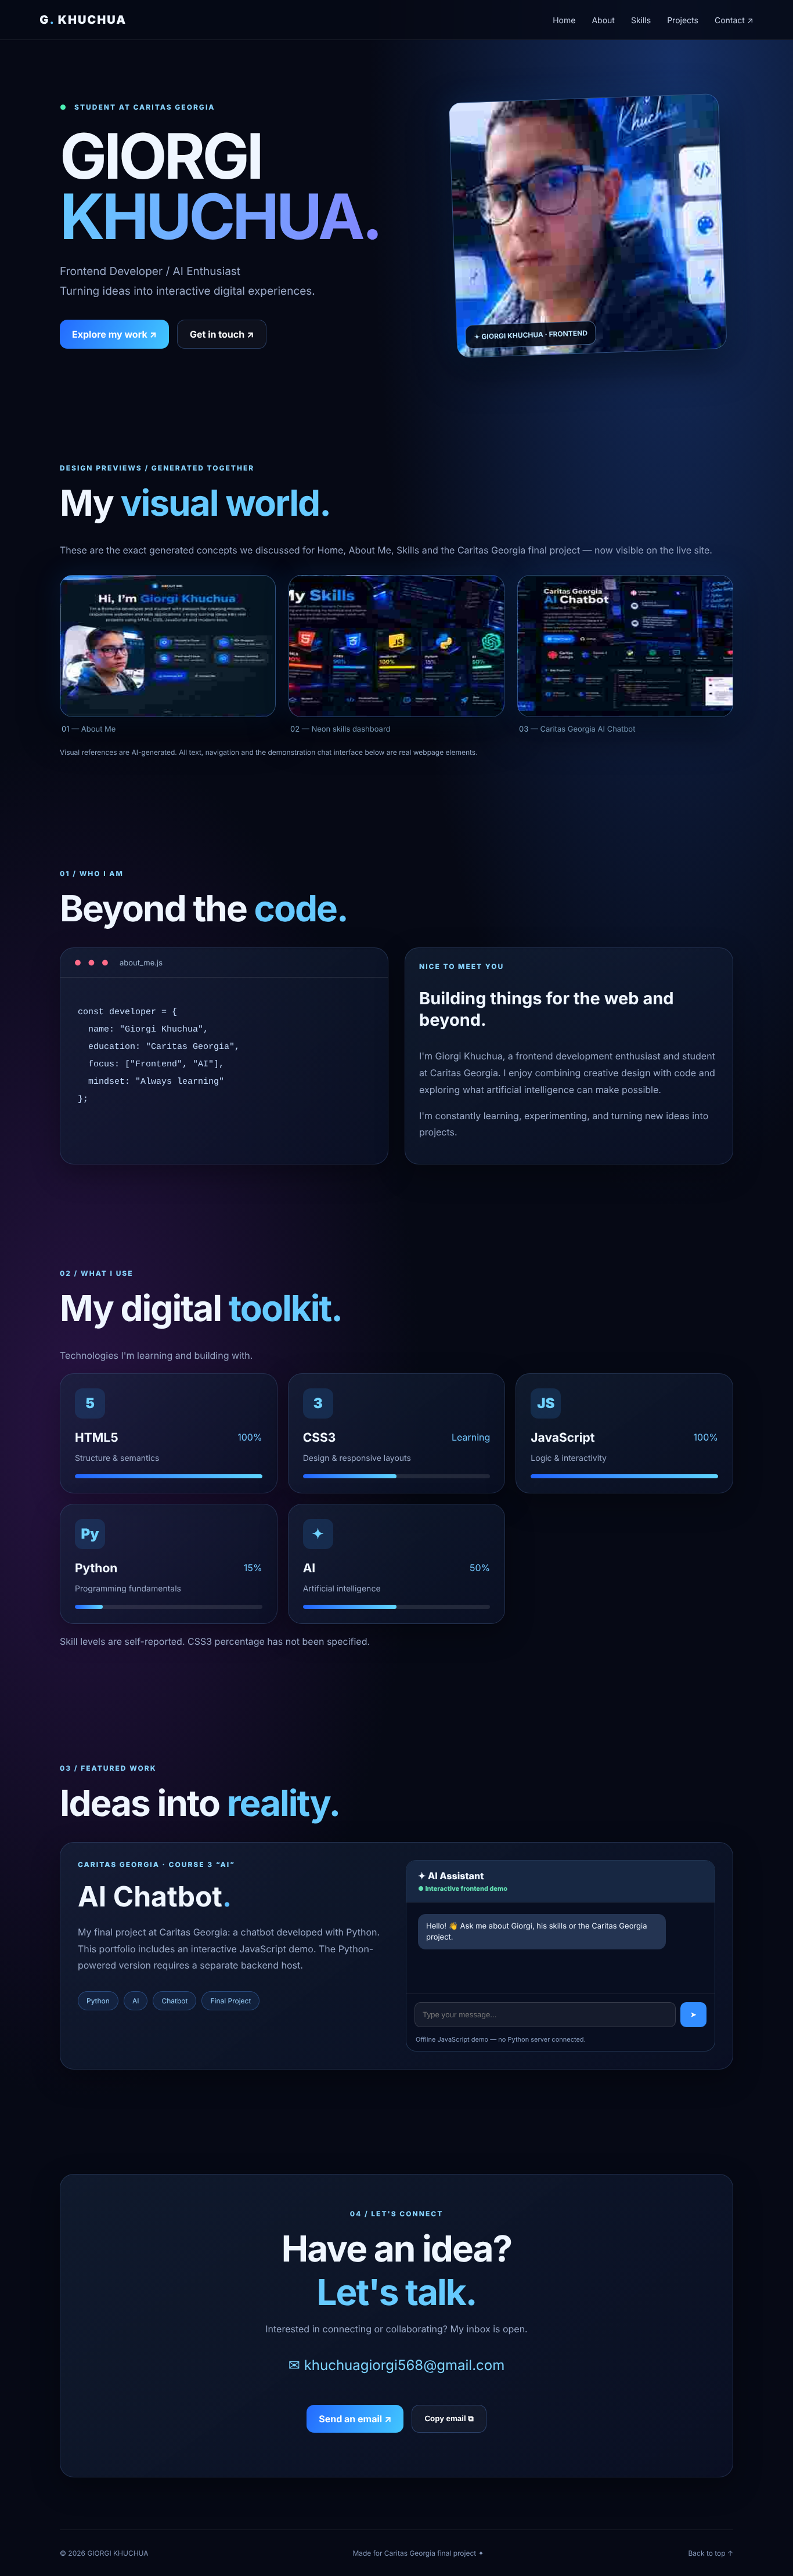 G. KHUCHUA
Home About Skills Projects Contact ↗
STUDENT AT CARITAS GEORGIA
GIORGI
KHUCHUA.
Frontend Developer / AI Enthusiast
Turning ideas into interactive digital experiences.
Explore my work ↗ Get in touch ↗
Khuchua
</>
✦ GIORGI KHUCHUA · FRONTEND
DESIGN PREVIEWS / GENERATED TOGETHER
My visual world.
These are the exact generated concepts we discussed for Home, About Me, Skills and the Caritas Georgia final project — now visible on the live site.
ABOUT ME
Hi, I'm Giorgi Khuchua
My Skills
Caritas Georgia
AI Chatbot
01 — About Me
02 — Neon skills dashboard
03 — Caritas Georgia AI Chatbot
Visual references are AI-generated. All text, navigation and the demonstration chat interface below are real webpage elements.
01 / WHO I AM
Beyond the code.
about_me.js
const developer = {
name: "Giorgi Khuchua",
education: "Caritas Georgia",
focus: ["Frontend", "AI"],
mindset: "Always learning"
};
NICE TO MEET YOU
Building things for the web and
beyond.
I'm Giorgi Khuchua, a frontend development enthusiast and student
at Caritas Georgia. I enjoy combining creative design with code and
exploring what artificial intelligence can make possible.
I'm constantly learning, experimenting, and turning new ideas into
projects.
02 / WHAT I USE
My digital toolkit.
Technologies I'm learning and building with.
5
HTML5 100%
Structure & semantics
3
CSS3 Learning
Design & responsive layouts
JS
JavaScript 100%
Logic & interactivity
Py
Python 15%
Programming fundamentals
✦
AI 50%
Artificial intelligence
Skill levels are self-reported. CSS3 percentage has not been specified.
03 / FEATURED WORK
Ideas into reality.
CARITAS GEORGIA · COURSE 3 “AI”
AI Chatbot.
My final project at Caritas Georgia: a chatbot developed with Python.
This portfolio includes an interactive JavaScript demo. The Python-
powered version requires a separate backend host.
Python AI Chatbot Final Project
✦ AI Assistant
● Interactive frontend demo
Hello! 👋 Ask me about Giorgi, his skills or the Caritas Georgia
project.
Type your message...
➤
Offline JavaScript demo — no Python server connected.
04 / LET'S CONNECT
Have an idea?
Let's talk.
Interested in connecting or collaborating? My inbox is open.
✉ khuchuagiorgi568@gmail.com
Send an email ↗ Copy email ⧉
© 2026 GIORGI KHUCHUA
Made for Caritas Georgia final project ✦
Back to top ↑